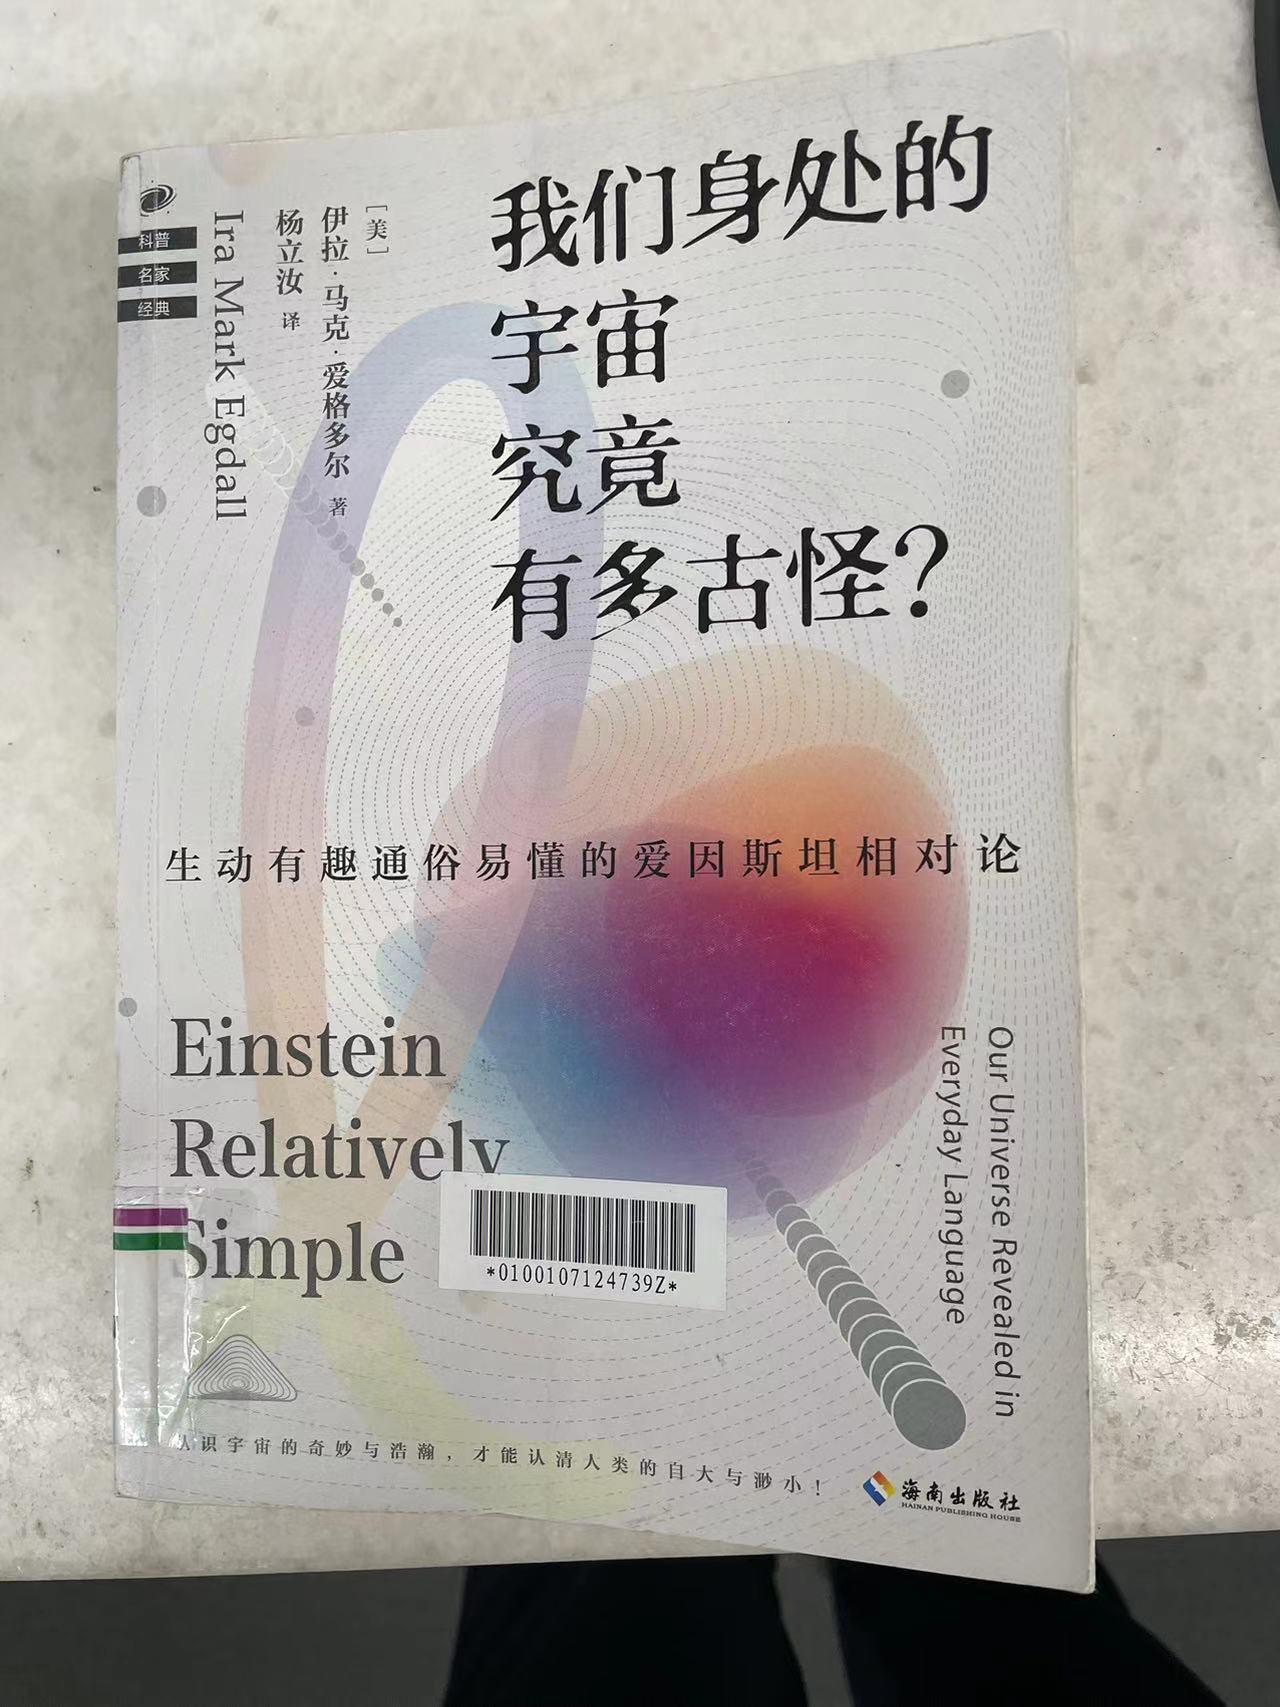 科普
名家
经典
Ira Mark Egdall
[美]
伊拉·马克·爱格多尔 著
杨立汝 译
我们身处的
宇宙
究竟
有多古怪?
生动有趣通俗易懂的爱因斯坦相对论
Einstein
Relatively
Simple
Our Universe Revealed in
Everyday Language
*0100107124739Z*
认识宇宙的奇妙与浩瀚，才能认清人类的自大与渺小！
海南出版社
HAINAN PUBLISHING HOUSE